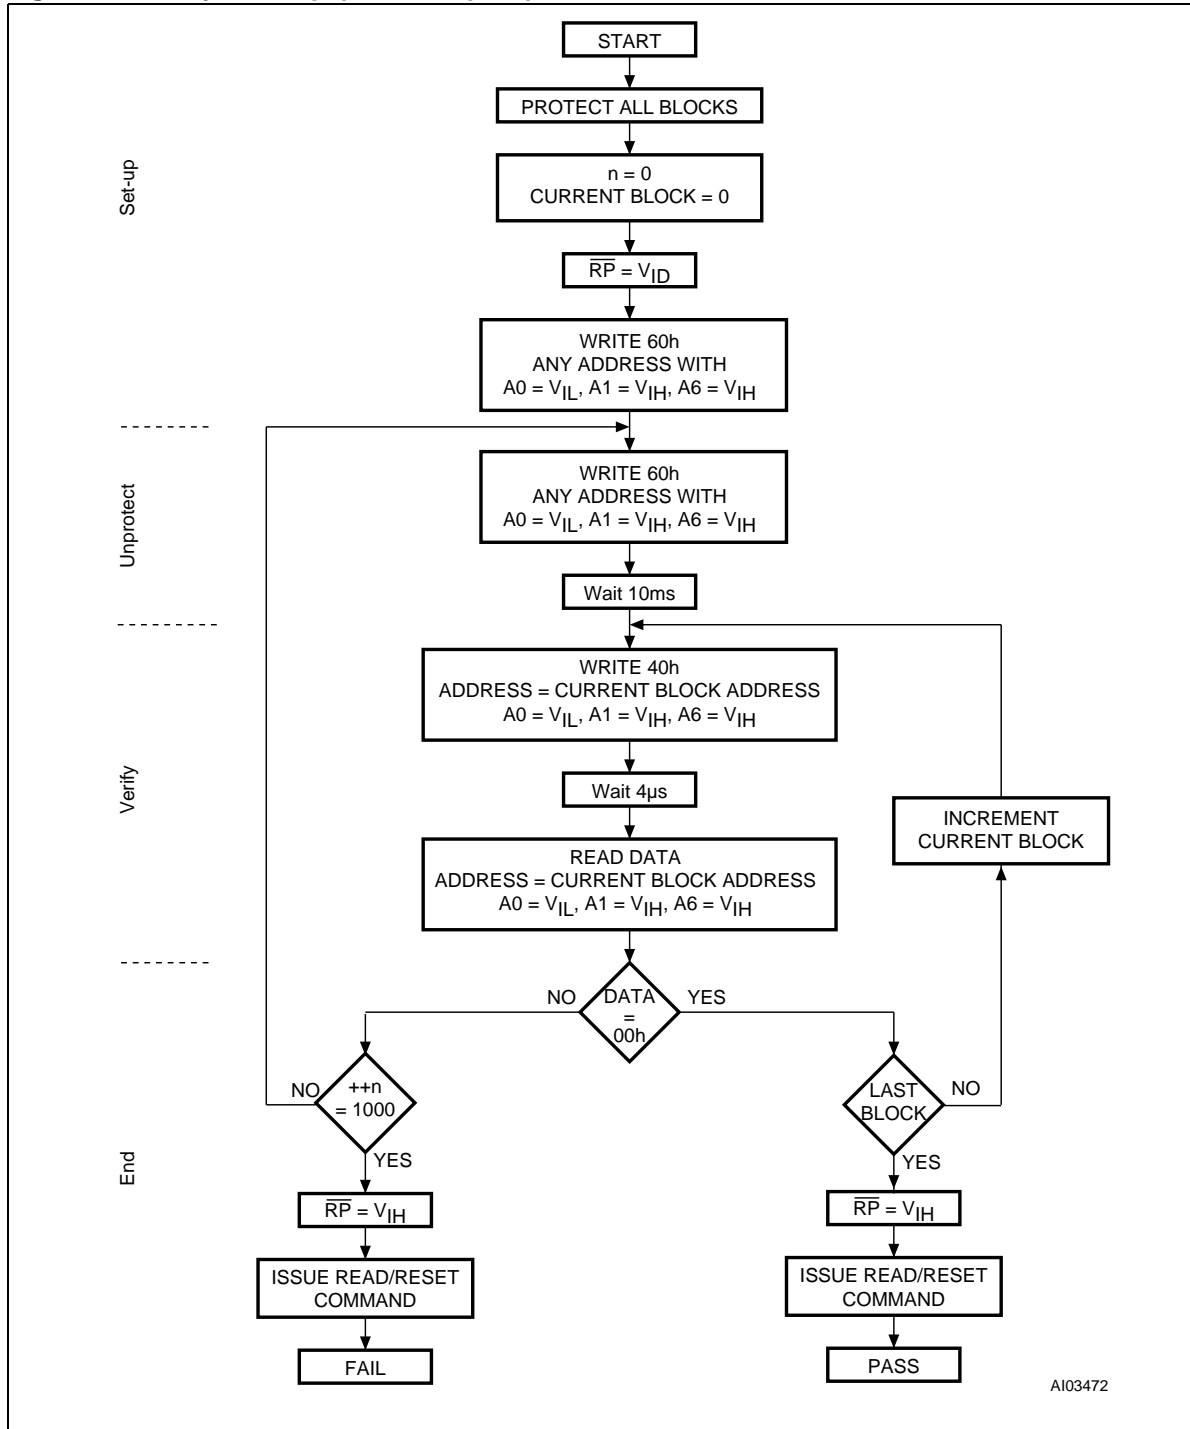 START
PROTECT ALL BLOCKS
Set-up
n = 0
CURRENT BLOCK = 0
RP = VID
WRITE 60h
ANY ADDRESS WITH
A0 = VIL, A1 = VIH, A6 = VIH
Unprotect
WRITE 60h
ANY ADDRESS WITH
A0 = VIL, A1 = VIH, A6 = VIH
Wait 10ms
Verify
WRITE 40h
ADDRESS = CURRENT BLOCK ADDRESS
A0 = VIL, A1 = VIH, A6 = VIH
Wait 4µs
INCREMENT
CURRENT BLOCK
READ DATA
ADDRESS = CURRENT BLOCK ADDRESS
A0 = VIL, A1 = VIH, A6 = VIH
End
NO
DATA
=
00h
YES
NO
++n
= 1000
YES
LAST
BLOCK
NO
YES
RP = VIH
RP = VIH
ISSUE READ/RESET
COMMAND
ISSUE READ/RESET
COMMAND
FAIL
PASS
AI03472